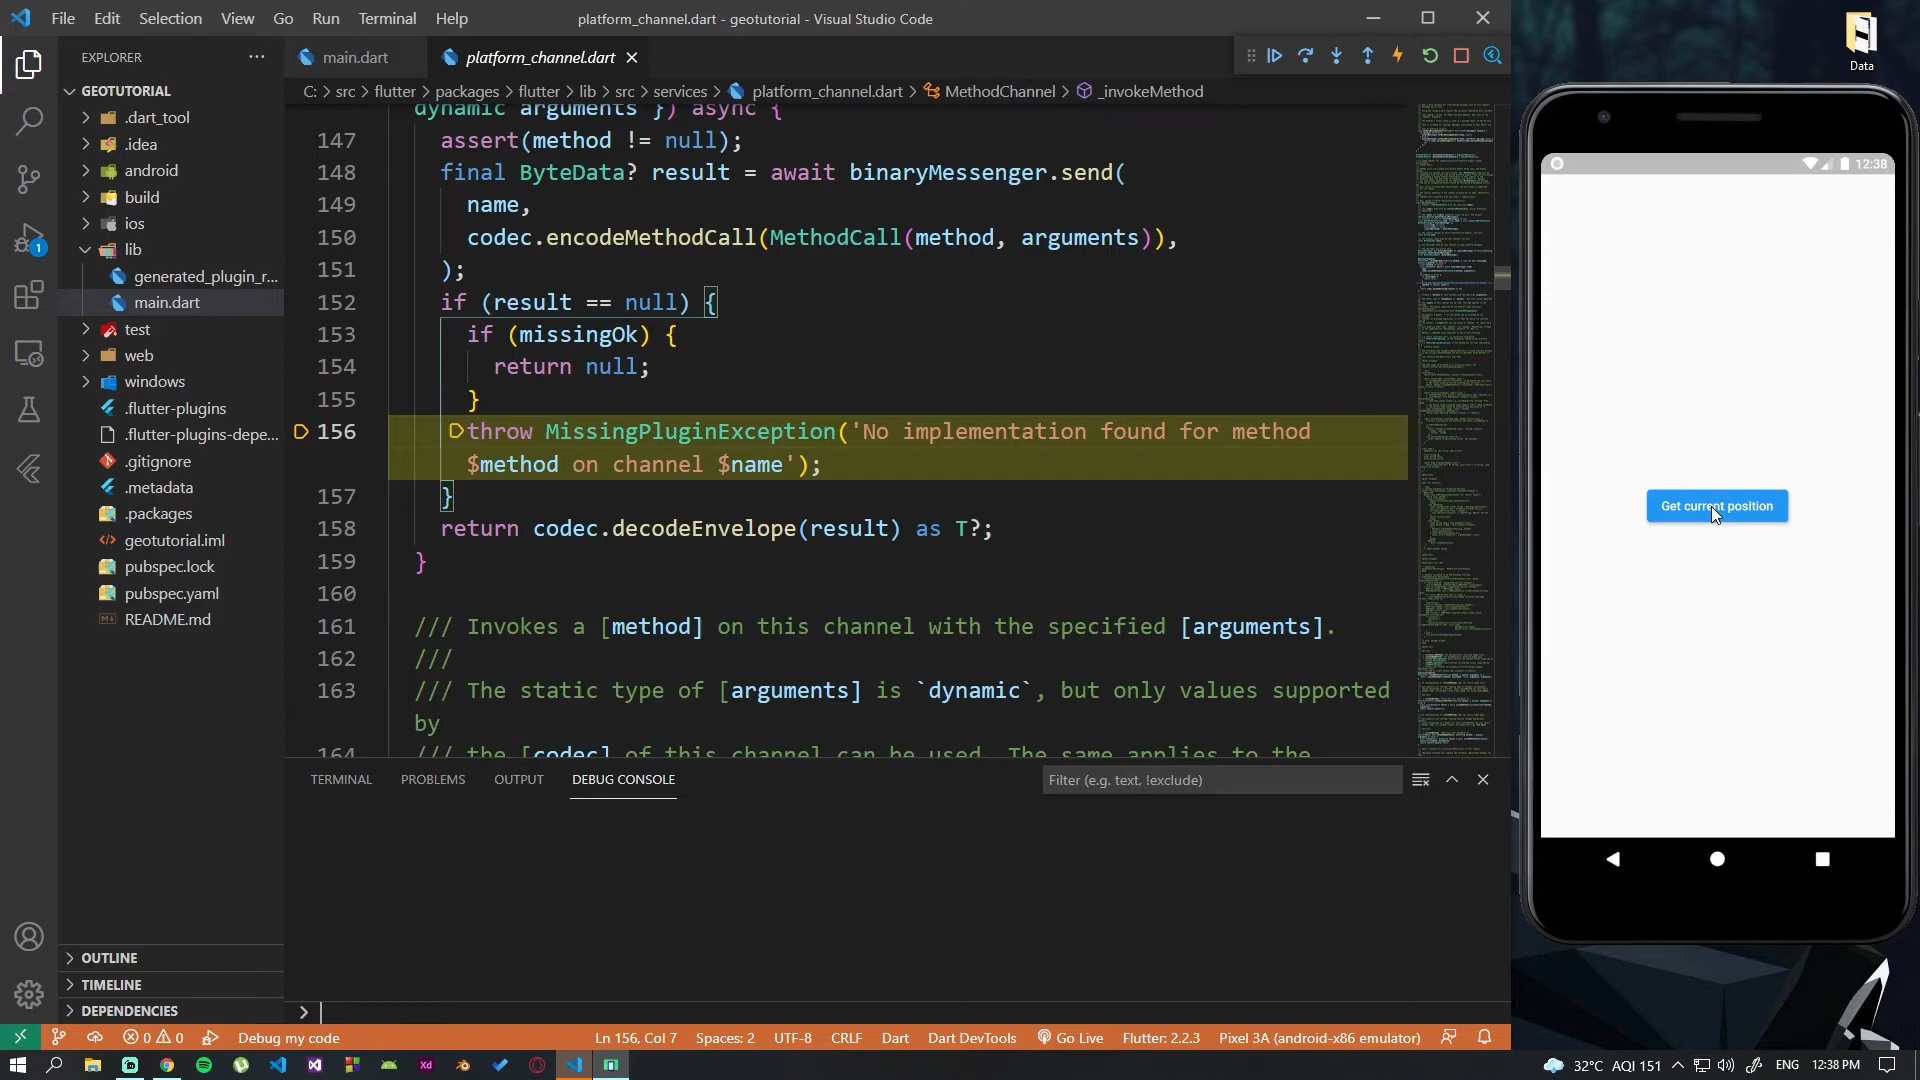 File Edit Selection View Go Run Terminal Help
platform_channel.dart - geotutorial - Visual Studio Code
EXPLORER
main.dart
platform_channel.dart
C: > src > flutter > packages > flutter > lib > src > services > platform_channel.dart > MethodChannel > _invokeMethod
GEOTUTORIAL
.dart_tool
.idea
android
build
ios
lib
generated_plugin_r...
main.dart
test
web
windows
.flutter-plugins
.flutter-plugins-depe...
.gitignore
.metadata
.packages
geotutorial.iml
pubspec.lock
pubspec.yaml
README.md
OUTLINE
TIMELINE
DEPENDENCIES
1
dynamic arguments }) async {
147 assert(method != null);
148 final ByteData? result = await binaryMessenger.send(
149 name,
150 codec.encodeMethodCall(MethodCall(method, arguments)),
151 );
152 if (result == null) {
153 if (missingOk) {
154 return null;
155 }
156 throw MissingPluginException('No implementation found for method
$method on channel $name');
157 }
158 return codec.decodeEnvelope(result) as T?;
159 }
160
161 /// Invokes a [method] on this channel with the specified [arguments].
162 ///
163 /// The static type of [arguments] is `dynamic`, but only values supported
by
164 /// the [codec] of this channel can be used. The same applies to the
TERMINAL PROBLEMS OUTPUT DEBUG CONSOLE
Filter (e.g. text, !exclude)
0 0 Debug my code
Ln 156, Col 7 Spaces: 2 UTF-8 CRLF Dart Dart DevTools Go Live Flutter: 2.2.3 Pixel 3A (android-x86 emulator)
Data
12:38
Get current position
Xd
32°C AQI 151 ENG 12:38 PM